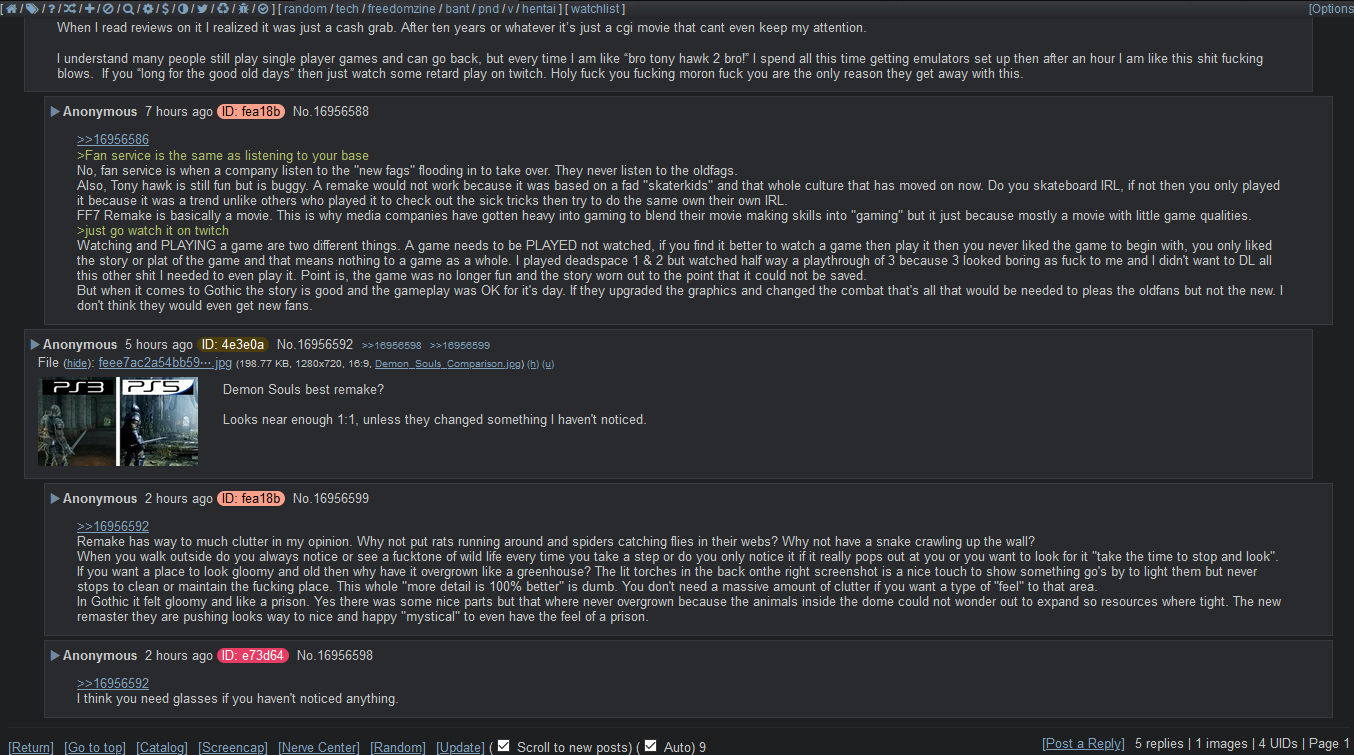 [ / / ? / / + / / / / $ / / / / / ] [ random / tech / freedomzine / bant / pnd / v / hentai ] [ watchlist ]
[Options
When I read reviews on it I realized it was just a cash grab. After ten years or whatever it's just a cgi movie that cant even keep my attention.
I understand many people still play single player games and can go back, but every time I am like “bro tony hawk 2 bro!” I spend all this time getting emulators set up then after an hour I am like this shit fucking
blows.  If you “long for the good old days” then just watch some retard play on twitch. Holy fuck you fucking moron fuck you are the only reason they get away with this.
Anonymous 7 hours ago ID: fea18b No.16956588
>>16956586
>Fan service is the same as listening to your base
No, fan service is when a company listen to the "new fags" flooding in to take over. They never listen to the oldfags.
Also, Tony hawk is still fun but is buggy. A remake would not work because it was based on a fad "skaterkids" and that whole culture that has moved on now. Do you skateboard IRL, if not then you only played
it because it was a trend unlike others who played it to check out the sick tricks then try to do the same own their own IRL.
FF7 Remake is basically a movie. This is why media companies have gotten heavy into gaming to blend their movie making skills into "gaming" but it just because mostly a movie with little game qualities.
>just go watch it on twitch
Watching and PLAYING a game are two different things. A game needs to be PLAYED not watched, if you find it better to watch a game then play it then you never liked the game to begin with, you only liked
the story or plat of the game and that means nothing to a game as a whole. I played deadspace 1 & 2 but watched half way a playthrough of 3 because 3 looked boring as fuck to me and I didn't want to DL all
this other shit I needed to even play it. Point is, the game was no longer fun and the story worn out to the point that it could not be saved.
But when it comes to Gothic the story is good and the gameplay was OK for it's day. If they upgraded the graphics and changed the combat that's all that would be needed to pleas the oldfans but not the new. I
don't think they would even get new fans.
Anonymous 5 hours ago ID: 4e3e0a No.16956592 >>16956598 >>16956599
File (hide): feee7ac2a54bb59···.jpg (198.77 KB, 1280x720, 16:9, Demon_Souls_Comparison.jpg) (h) (u)
PS3
PS5
Demon Souls best remake?
Looks near enough 1:1, unless they changed something I haven't noticed.
Anonymous 2 hours ago ID: fea18b No.16956599
>>16956592
Remake has way to much clutter in my opinion. Why not put rats running around and spiders catching flies in their webs? Why not have a snake crawling up the wall?
When you walk outside do you always notice or see a fucktone of wild life every time you take a step or do you only notice it if it really pops out at you or you want to look for it "take the time to stop and look".
If you want a place to look gloomy and old then why have it overgrown like a greenhouse? The lit torches in the back onthe right screenshot is a nice touch to show something go's by to light them but never
stops to clean or maintain the fucking place. This whole "more detail is 100% better" is dumb. You don't need a massive amount of clutter if you want a type of "feel" to that area.
In Gothic it felt gloomy and like a prison. Yes there was some nice parts but that where never overgrown because the animals inside the dome could not wonder out to expand so resources where tight. The new
remaster they are pushing looks way to nice and happy "mystical" to even have the feel of a prison.
Anonymous 2 hours ago ID: e73d64 No.16956598
>>16956592
I think you need glasses if you haven't noticed anything.
[Return] [Go to top] [Catalog] [Screencap] [Nerve Center] [Random] [Update] ( Scroll to new posts) ( Auto) 9
[Post a Reply] 5 replies | 1 images | 4 UIDs | Page 1